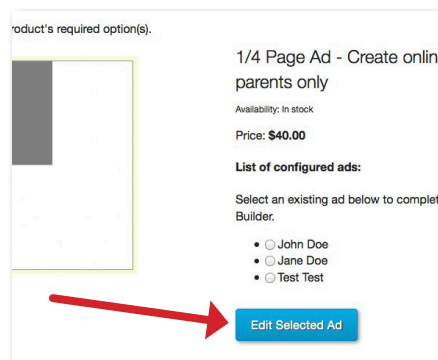 roduct's required option(s).
1/4 Page Ad - Create onlin
parents only
Availability: In stock
Price: $40.00
List of configured ads:
Select an existing ad below to complet
Builder.
John Doe
Jane Doe
Test Test
Edit Selected Ad